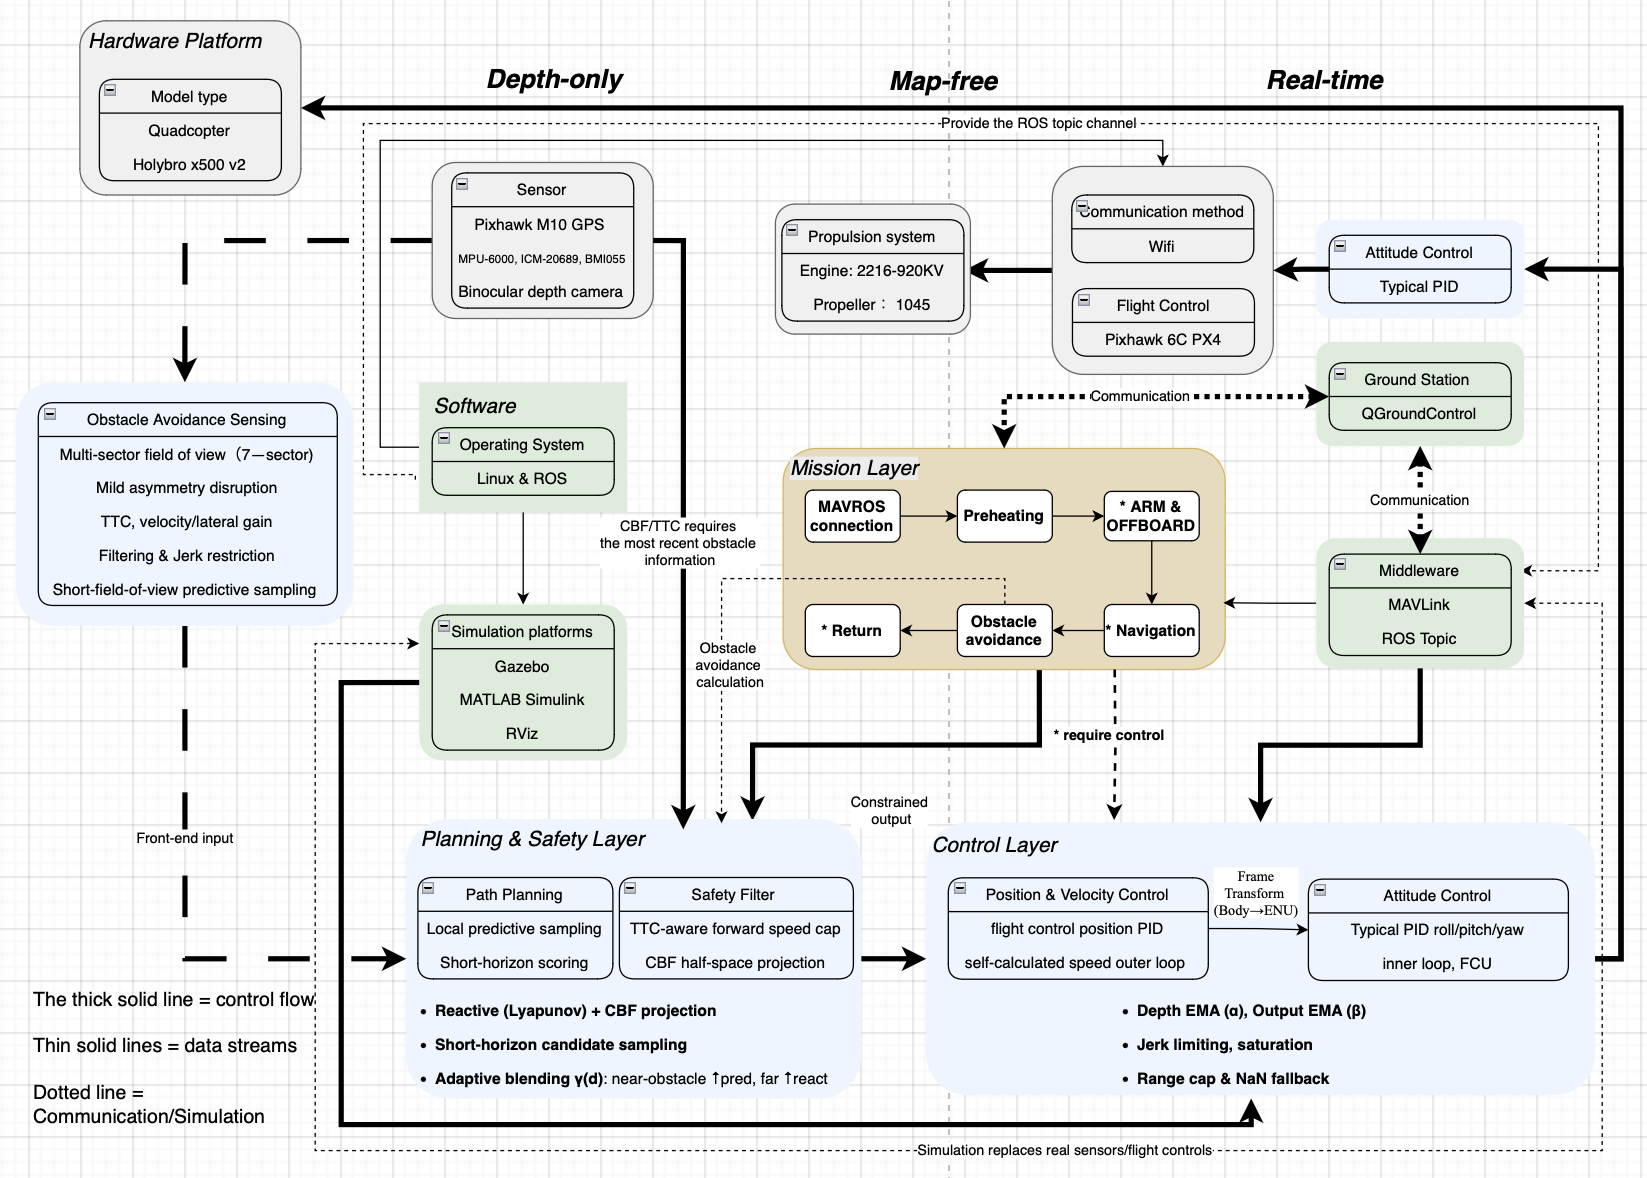 Hardware Platform
Model type
Quadcopter
Holybro x500 v2
Depth-only
Map-free
Real-time
Provide the ROS topic channel
Sensor
Pixhawk M10 GPS
MPU-6000, ICM-20689, BMI055
Binocular depth camera
Propulsion system
Engine: 2216-920KV
Propeller： 1045
Communication method
Wifi
Flight Control
Pixhawk 6C PX4
Attitude Control
Typical PID
Ground Station
QGroundControl
Communication
Communication
Obstacle Avoidance Sensing
Multi-sector field of view（7—sector)
Mild asymmetry disruption
TTC, velocity/lateral gain
Filtering & Jerk restriction
Short-field-of-view predictive sampling
Software
Operating System
Linux & ROS
CBF/TTC requires
the most recent obstacle
information
Mission Layer
MAVROS
connection
Preheating
* ARM &
OFFBOARD
* Return
Obstacle
avoidance
* Navigation
Middleware
MAVLink
ROS Topic
Simulation platforms
Gazebo
MATLAB Simulink
RViz
Obstacle
avoidance
calculation
* require control
Front-end input
Constrained
output
Planning & Safety Layer
Path Planning
Local predictive sampling
Short-horizon scoring
Safety Filter
TTC-aware forward speed cap
CBF half-space projection
• Reactive (Lyapunov) + CBF projection
• Short-horizon candidate sampling
• Adaptive blending γ(d): near-obstacle ↑pred, far ↑react
Control Layer
Position & Velocity Control
flight control position PID
self-calculated speed outer loop
Frame
Transform
(Body→ENU)
Attitude Control
Typical PID roll/pitch/yaw
inner loop, FCU
• Depth EMA (α), Output EMA (β)
• Jerk limiting, saturation
• Range cap & NaN fallback
The thick solid line = control flow
Thin solid lines = data streams
Dotted line =
Communication/Simulation
Simulation replaces real sensors/flight controls